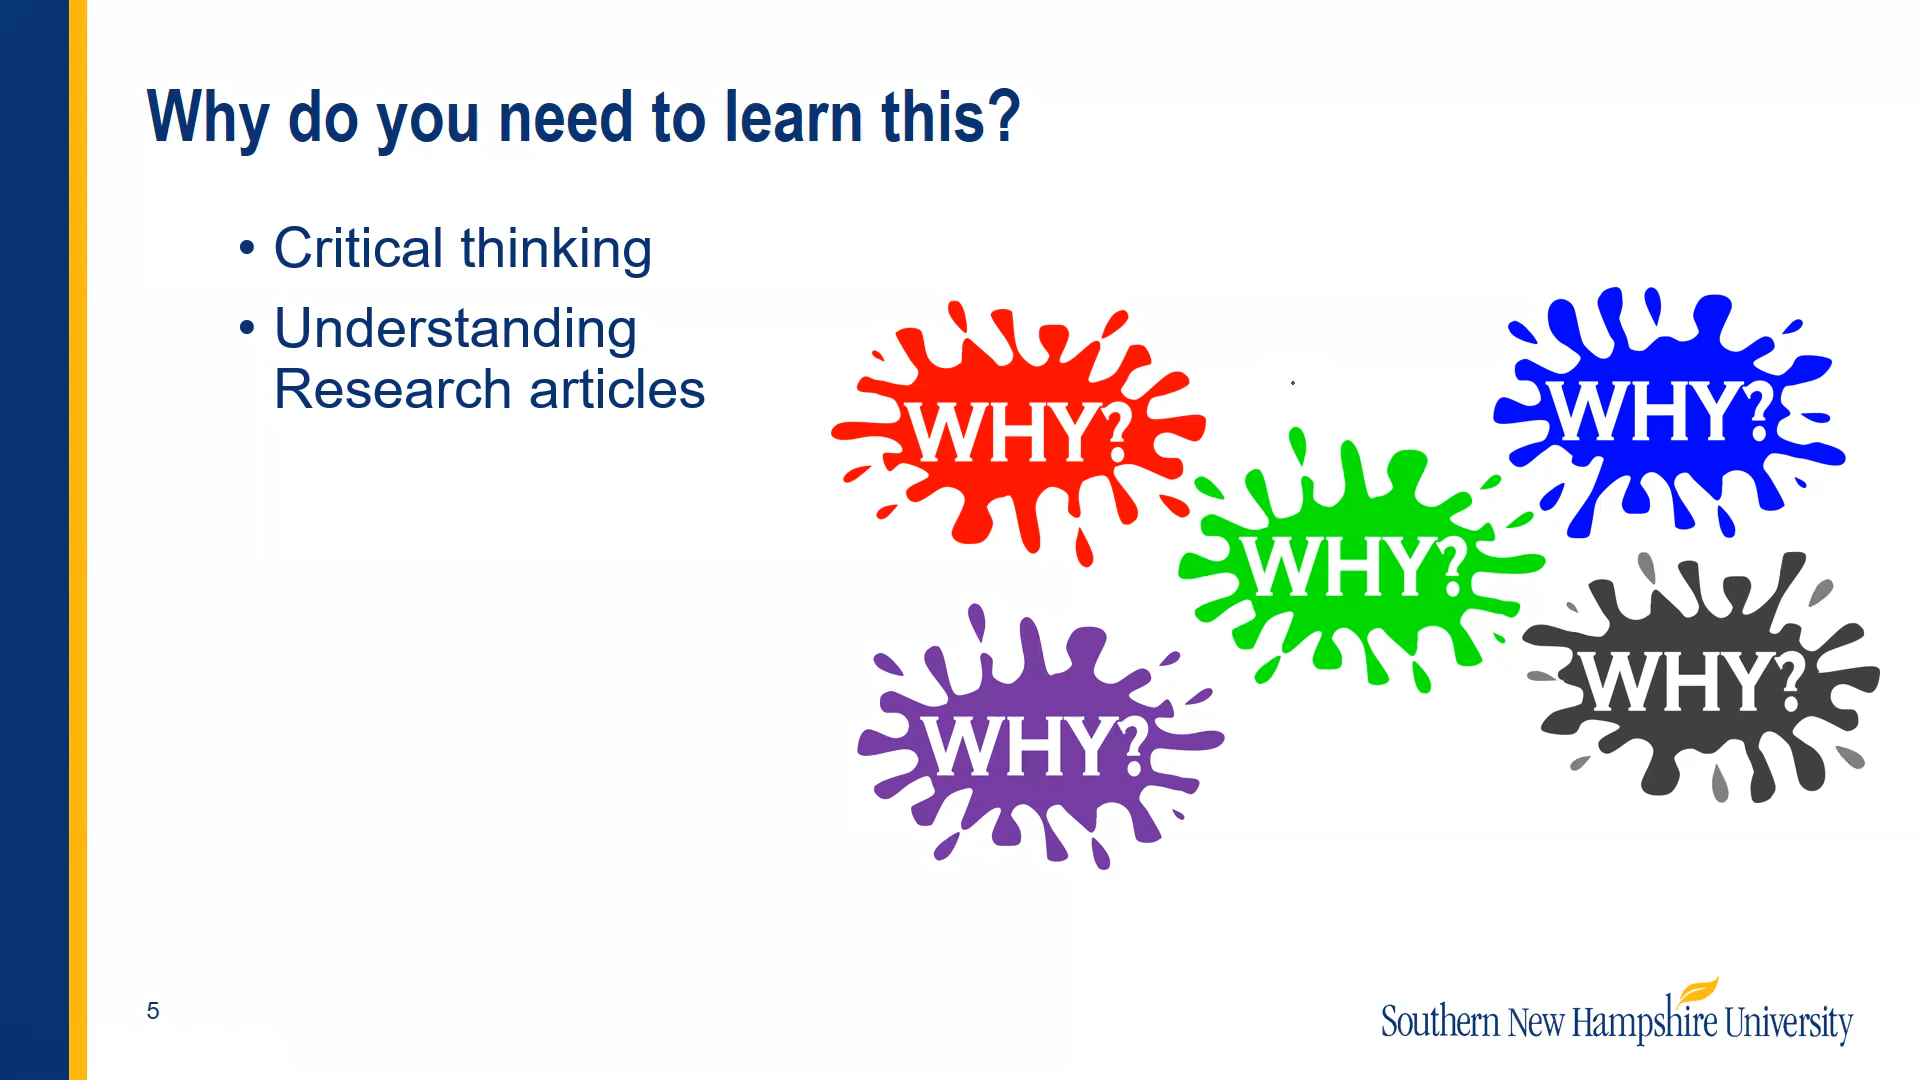 Why do you need to learn this?
• Critical thinking
• Understanding
Research articles
WHY?
WHY?
WHY?
WHY?
WHY?
5
Southern New Hampshire University